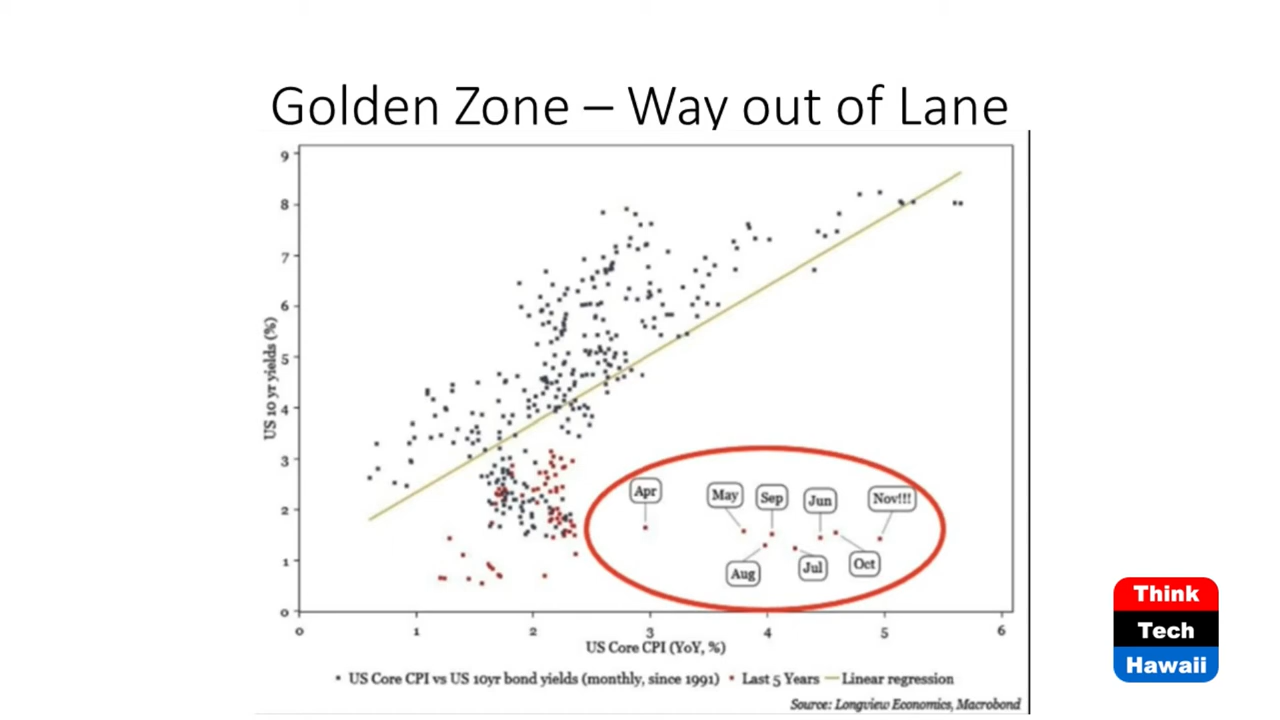 Golden Zone – Way out of Lane
9
8
7
6
5
4
3
2
1
0
US 10 yr yields (%)
Apr
May
Sep
Jun
Nov!!!
Aug
Jul
Oct
0 1 2 3 4 5 6
US Core CPI (YoY, %)
US Core CPI vs US 10yr bond yields (monthly, since 1991) Last 5 Years Linear regression
Source: Longview Economics, Macrobond
Think
Tech
Hawaii